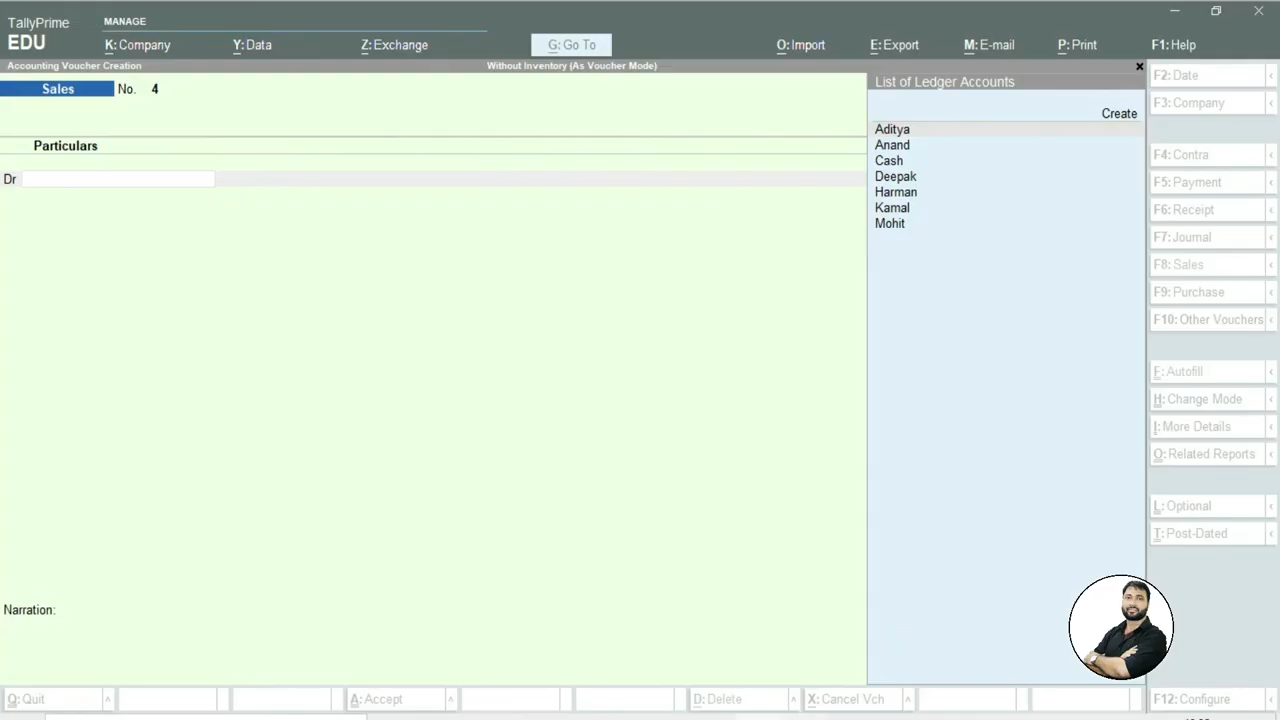 TallyPrime
EDU
MANAGE
K: Company
Y: Data
Z: Exchange
G: Go To
O: Import
E: Export
M: E-mail
P: Print
F1: Help
Accounting Voucher Creation
Without Inventory (As Voucher Mode)
Sales
No. 4
Particulars
Dr
Narration:
List of Ledger Accounts
Create
Aditya
Anand
Cash
Deepak
Harman
Kamal
Mohit
F2: Date
F3: Company
F4: Contra
F5: Payment
F6: Receipt
F7: Journal
F8: Sales
F9: Purchase
F10: Other Vouchers
F: Autofill
H: Change Mode
I: More Details
O: Related Reports
L: Optional
T: Post-Dated
Q: Quit
A: Accept
D: Delete
X: Cancel Vch
F12: Configure